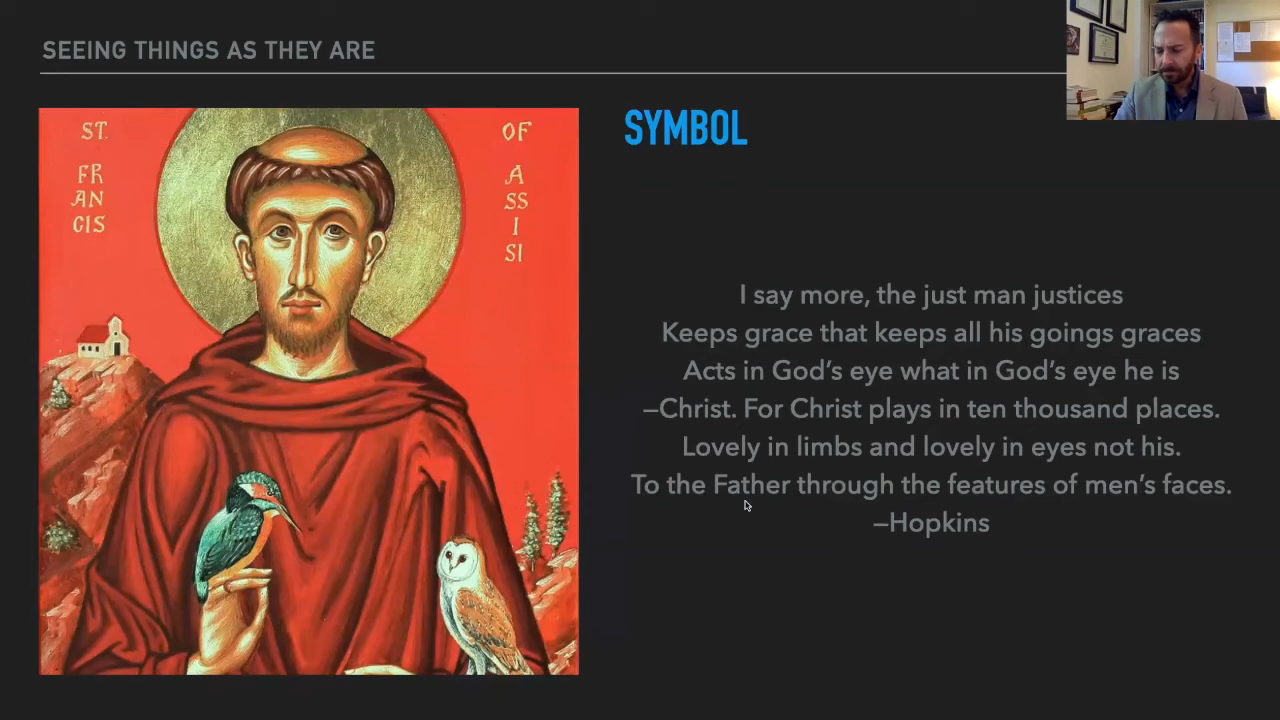 SEEING THINGS AS THEY ARE
ST.
FR
AN
CIS
OF
A
SS
I
SI
SYMBOL
I say more, the just man justices
Keeps grace that keeps all his goings graces
Acts in God’s eye what in God’s eye he is
—Christ. For Christ plays in ten thousand places.
Lovely in limbs and lovely in eyes not his.
To the Father through the features of men’s faces.
—Hopkins